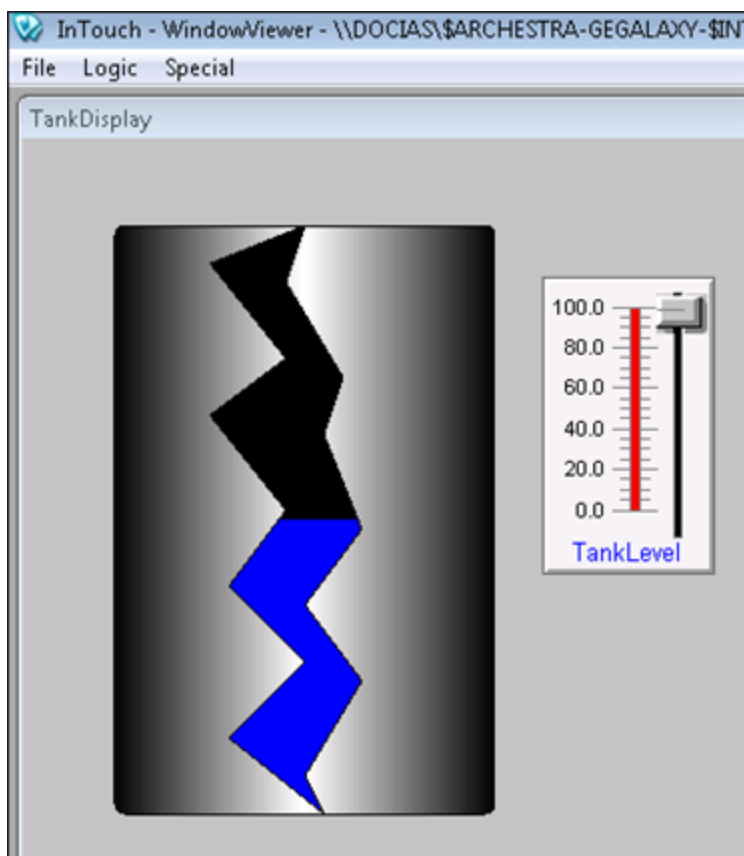 InTouch - WindowViewer - \\DOCIAS\$ARCHESTRA-GEGALAXY-$IN
File Logic Special
TankDisplay
100.0
80.0
60.0
40.0
20.0
0.0
TankLevel